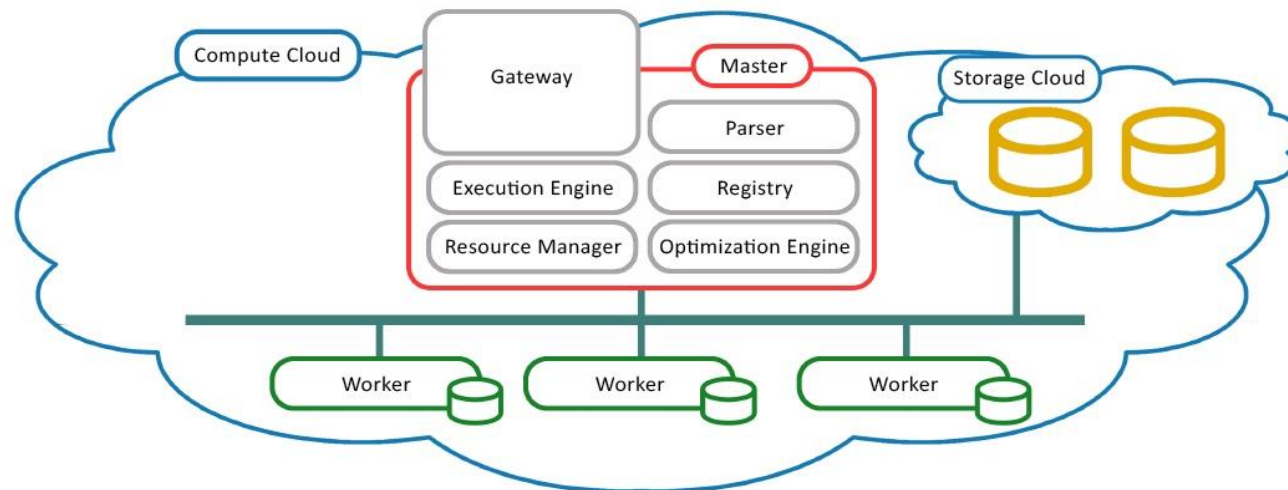 Compute Cloud
Gateway
Master
Storage Cloud
Parser
Execution Engine
Registry
Resource Manager
Optimization Engine
Worker
Worker
Worker